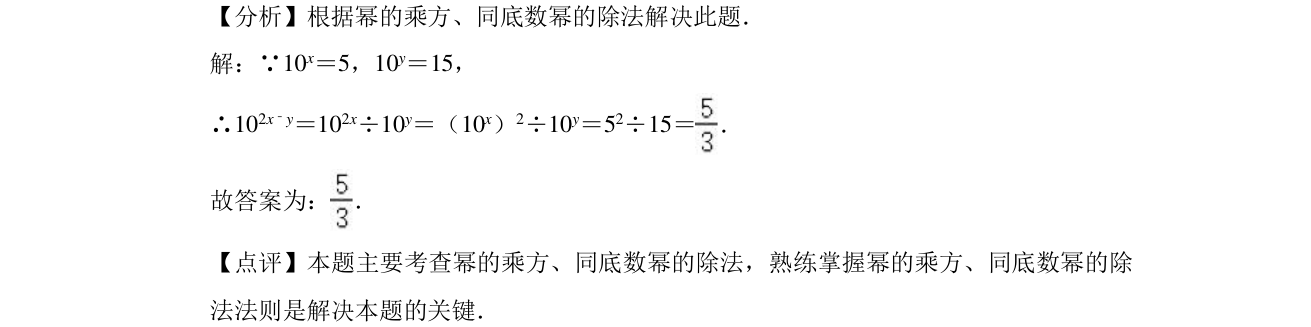 【分析】根据幂的乘方、同底数幂的除法解决此题．
解：∵10ˣ＝5，10ʸ＝15，
∴10²ˣ⁻ʸ＝10²ˣ÷10ʸ＝（10ˣ）²÷10ʸ＝5²÷15＝5/3．
故答案为：5/3．
【点评】本题主要考查幂的乘方、同底数幂的除法，熟练掌握幂的乘方、同底数幂的除
法法则是解决本题的关键．